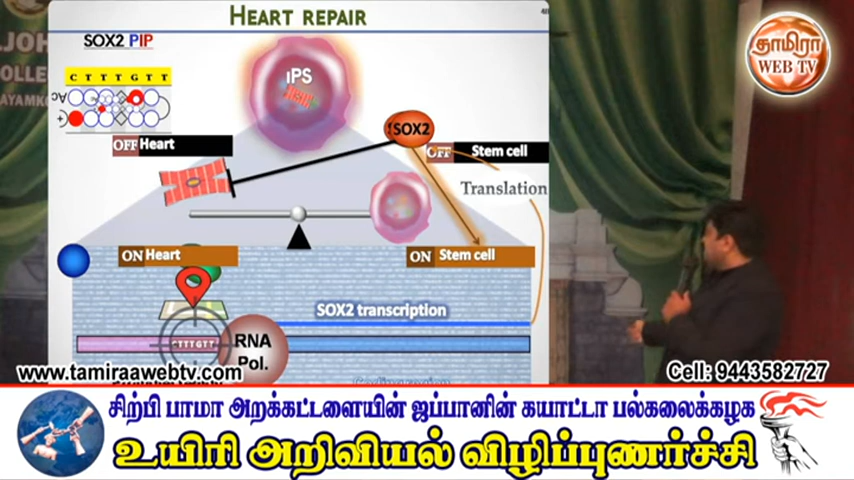 HEART REPAIR
SOX2 PIP
C T T T G T T
iPS
SOX2
OFF Heart
OFF Stem cell
Translation
ON Heart
ON Stem cell
SOX2 transcription
CTTTGTT
RNA
Pol.
தாமிரா
WEB TV
www.tamiraawebtv.com
Cell: 9443582727
சிற்பி பாமா அறக்கட்டளையின் ஜப்பானின் கயாட்டா பல்கலைக்கழக
உயிரி அறிவியல் விழிப்புணர்ச்சி